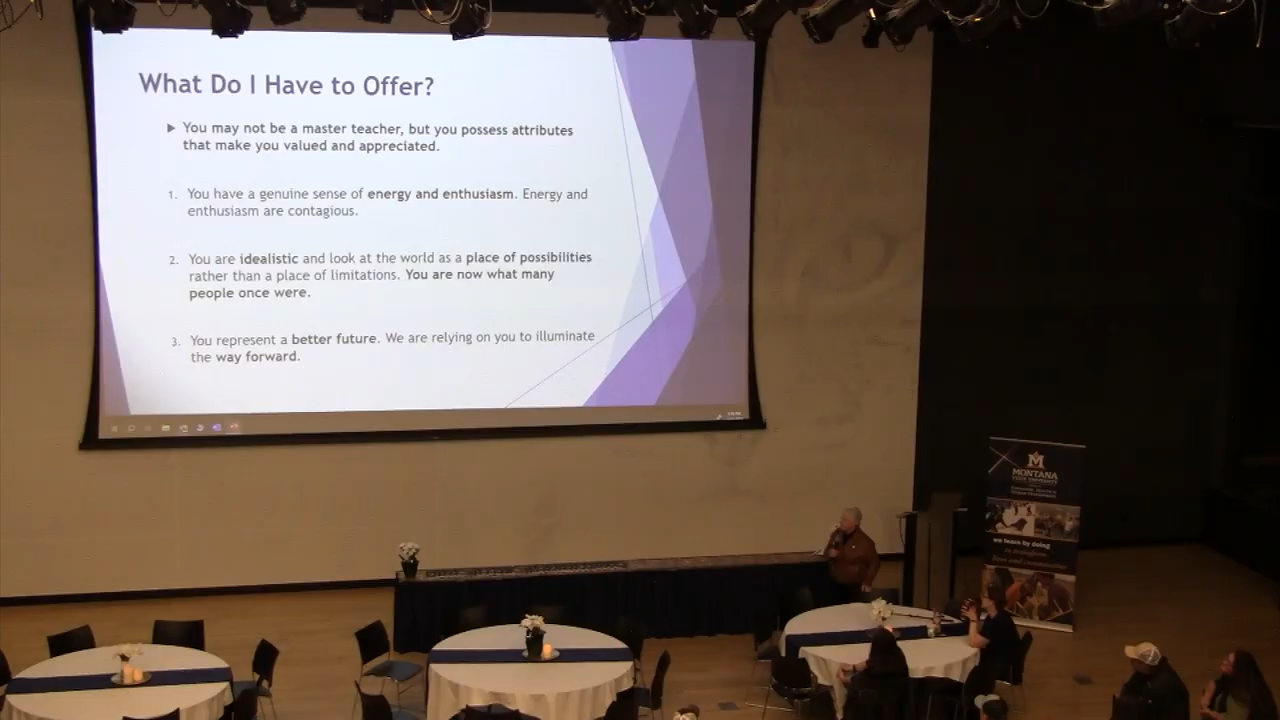 What Do I Have to Offer?
You may not be a master teacher, but you possess attributes
that make you valued and appreciated.
1. You have a genuine sense of energy and enthusiasm. Energy and
enthusiasm are contagious.
2. You are idealistic and look at the world as a place of possibilities
rather than a place of limitations. You are now what many
people once were.
3. You represent a better future. We are relying on you to illuminate
the way forward.
M
MONTANA
STATE UNIVERSITY
we learn by doing